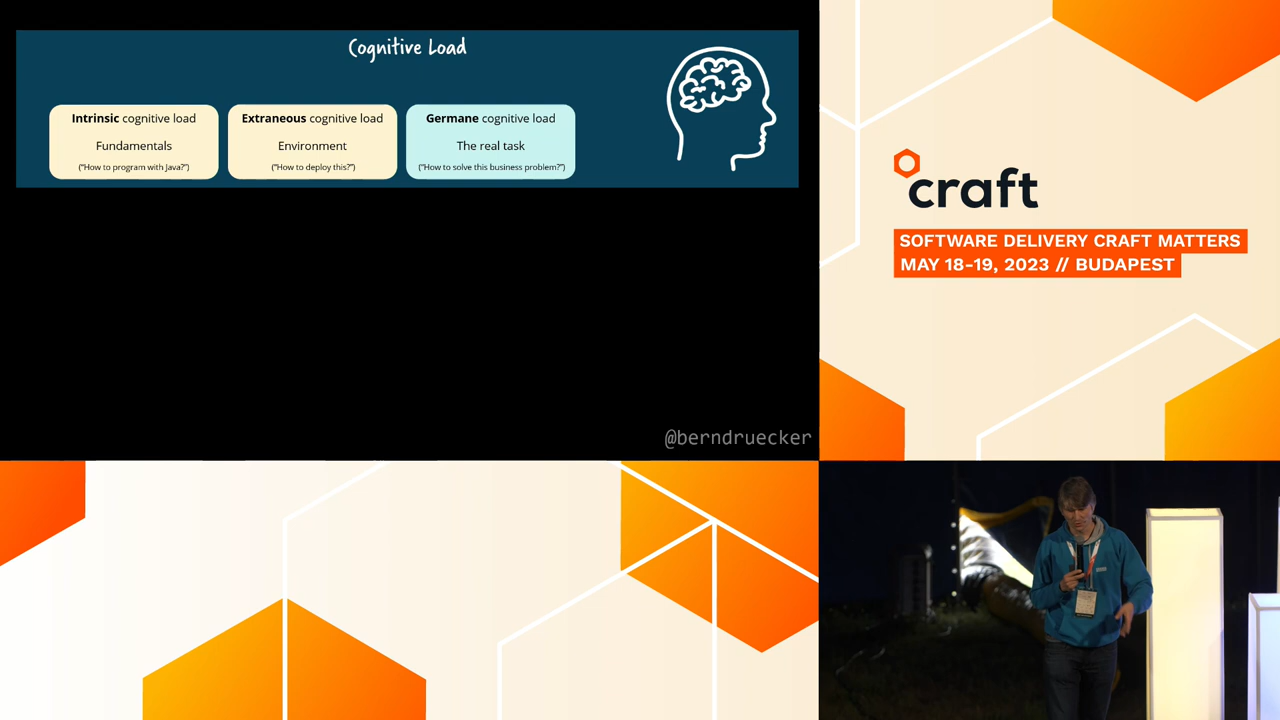 Cognitive Load
Intrinsic cognitive load
Fundamentals
("How to program with Java?")
Extraneous cognitive load
Environment
("How to deploy this?")
Germane cognitive load
The real task
("How to solve this business problem?")
@berndruecker
craft
SOFTWARE DELIVERY CRAFT MATTERS
MAY 18-19, 2023 // BUDAPEST